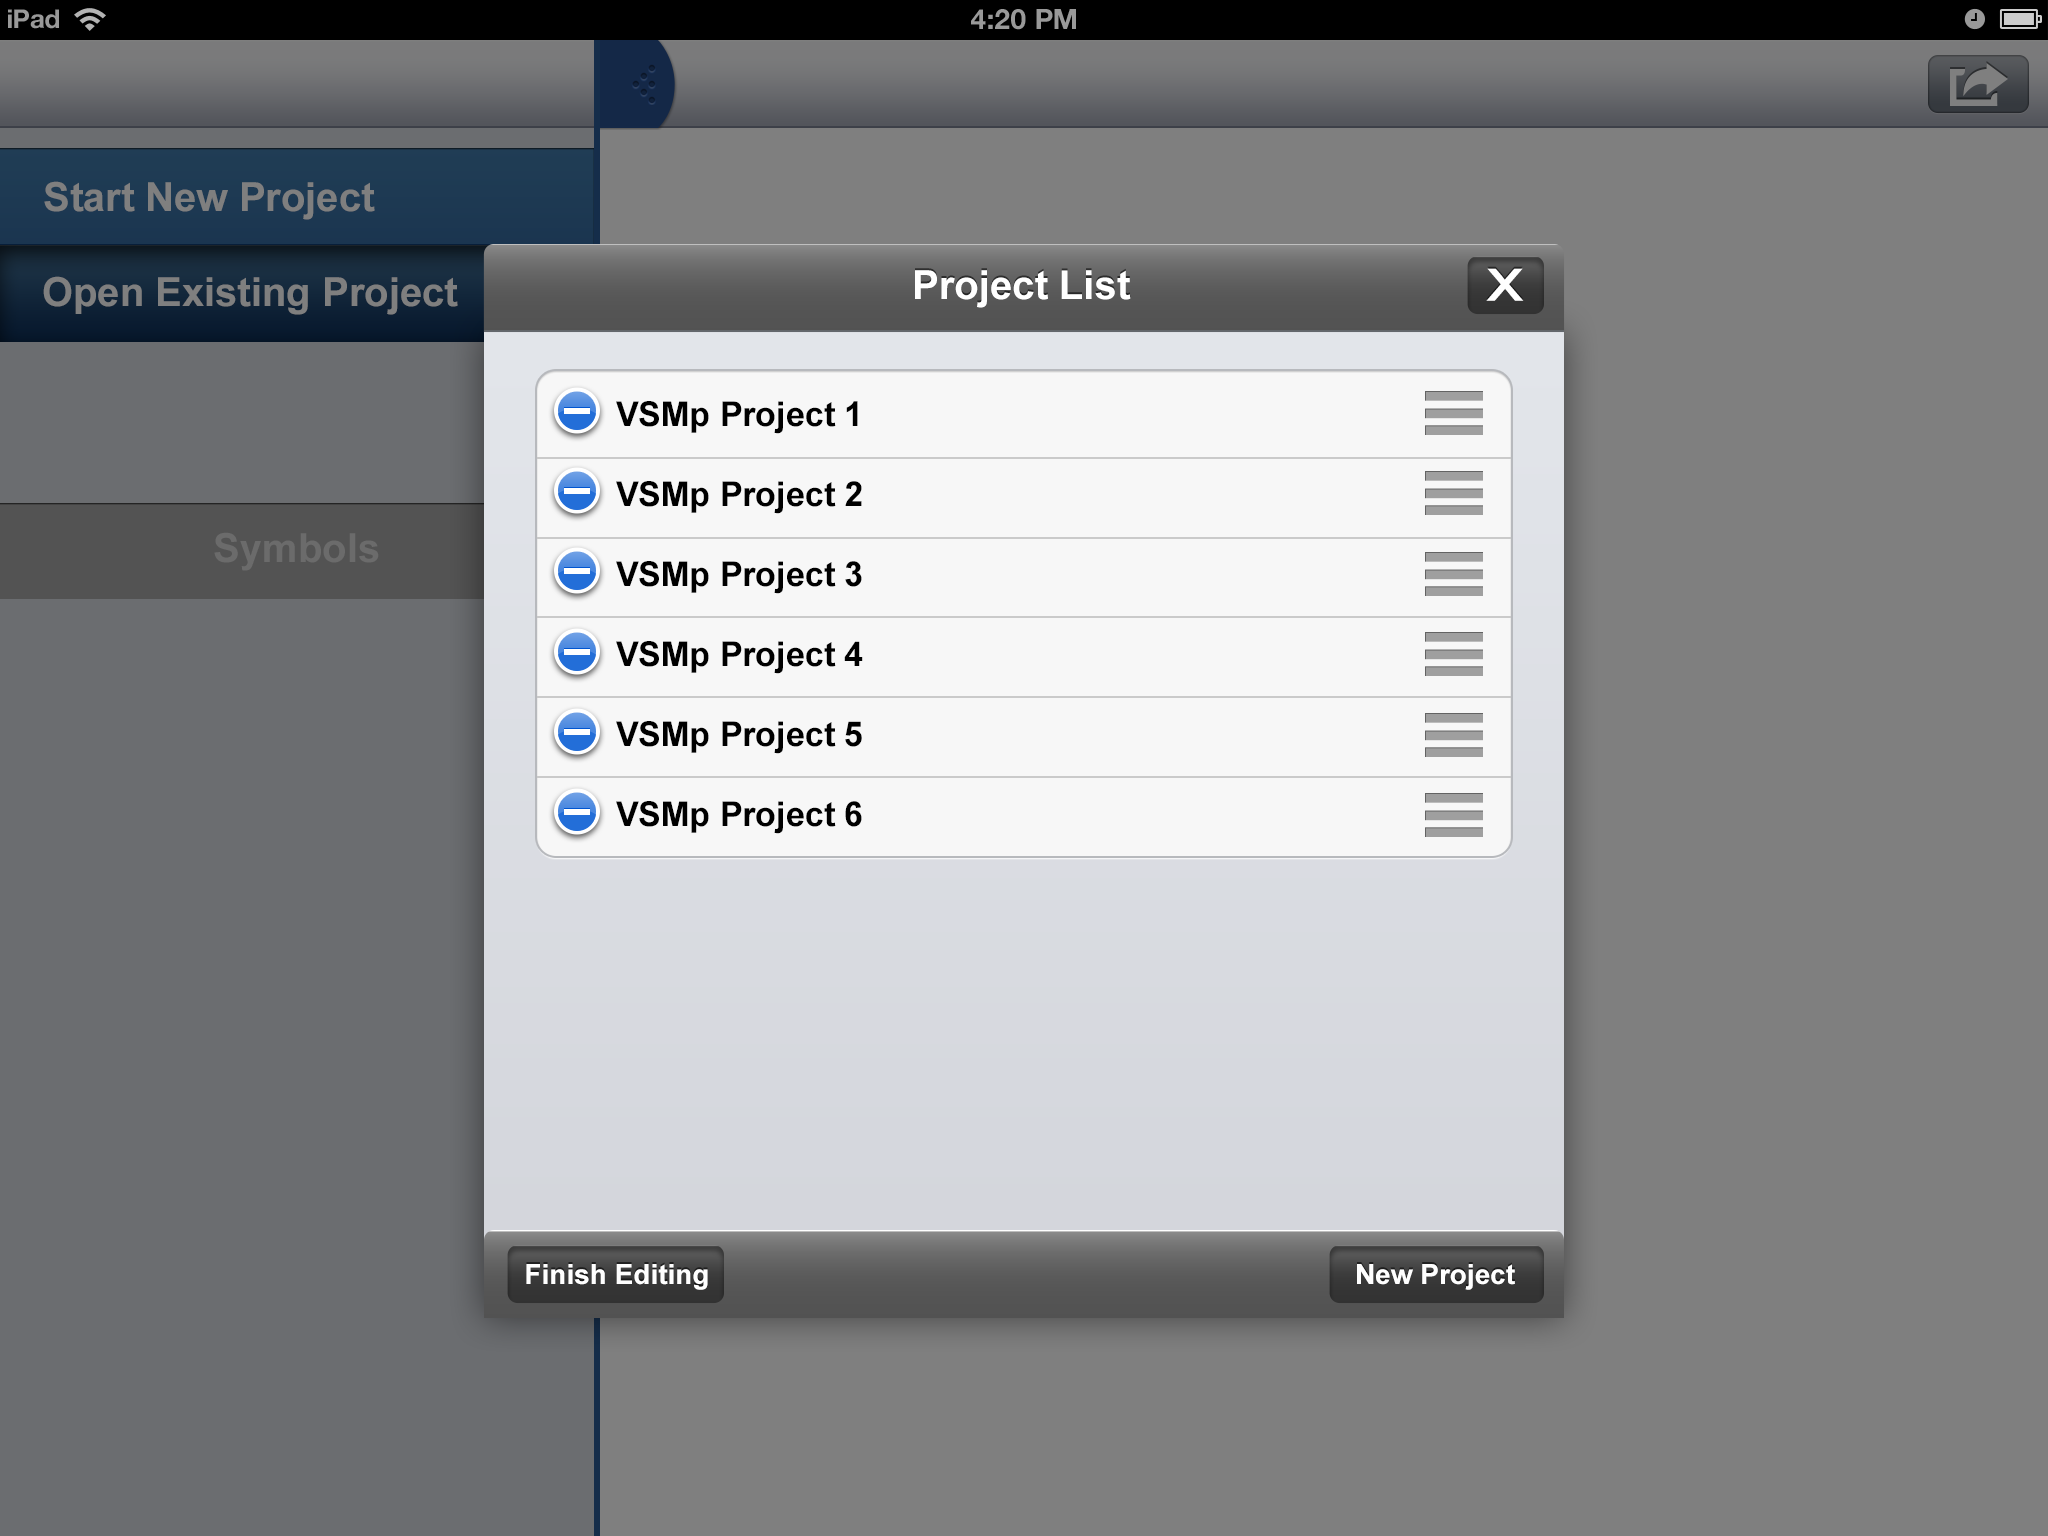 iPad
4:20 PM
Start New Project
Open Existing Project
Symbols
Project List
X
VSMp Project 1
VSMp Project 2
VSMp Project 3
VSMp Project 4
VSMp Project 5
VSMp Project 6
Finish Editing
New Project